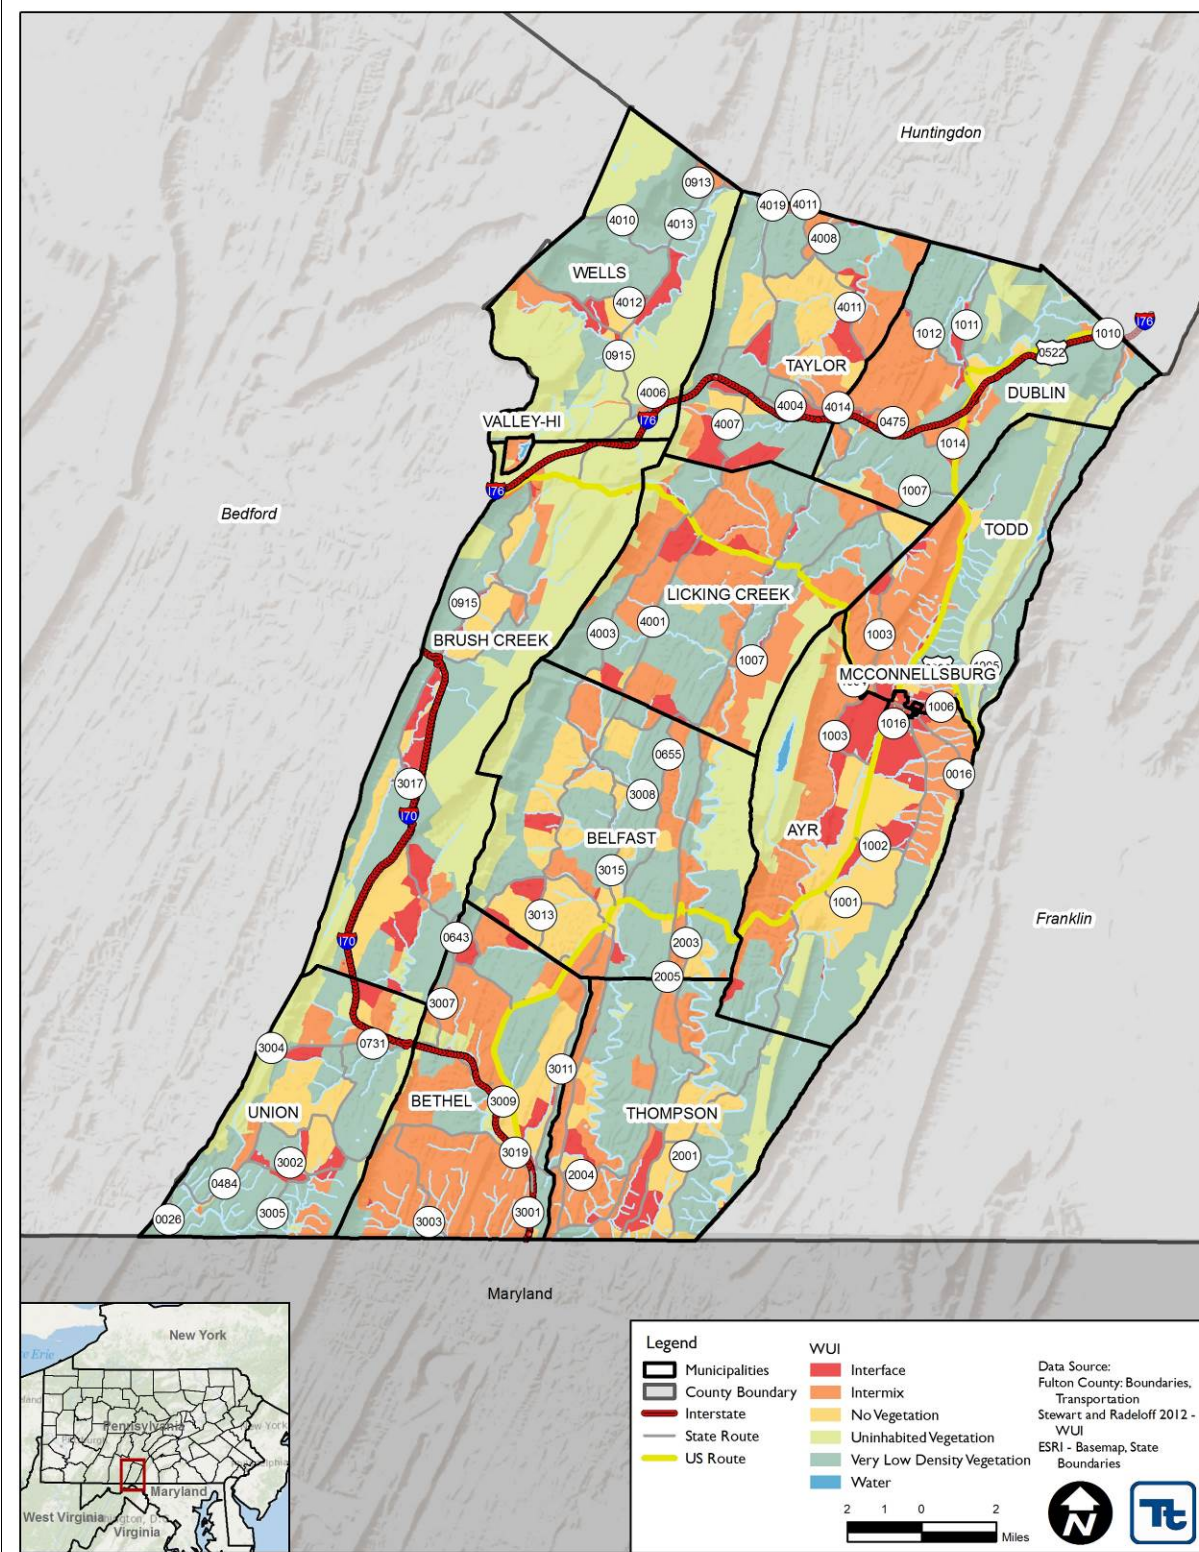 Huntingdon
0913
4019
4011
4010
4013
4008
WELLS
4012
4011
1012
1011
1010
I76
0522
0915
TAYLOR
DUBLIN
4006
4004
4014
I76
4007
0475
VALLEY-HI
1014
I76
1007
Bedford
TODD
LICKING CREEK
0915
4001
4003
1003
BRUSH CREEK
1007
MCCONNELLSBURG
1006
1016
1003
0655
0016
3017
3008
I70
AYR
BELFAST
1002
3015
1001
3013
Franklin
0643
I70
2003
2005
3007
0731
3004
3011
BETHEL
3009
UNION
THOMPSON
3019
3002
2001
2004
0484
0026
3005
3003
3001
Maryland
New York
Pennsylvania
Maryland
West Virginia
Virginia
Legend
Municipalities
County Boundary
Interstate
State Route
US Route
WUI
Interface
Intermix
No Vegetation
Uninhabited Vegetation
Very Low Density Vegetation
Water
Data Source:
Fulton County: Boundaries,
Transportation
Stewart and Radeloff 2012 -
WUI
ESRI - Basemap, State
Boundaries
2 1 0 2
Miles
N
Tt